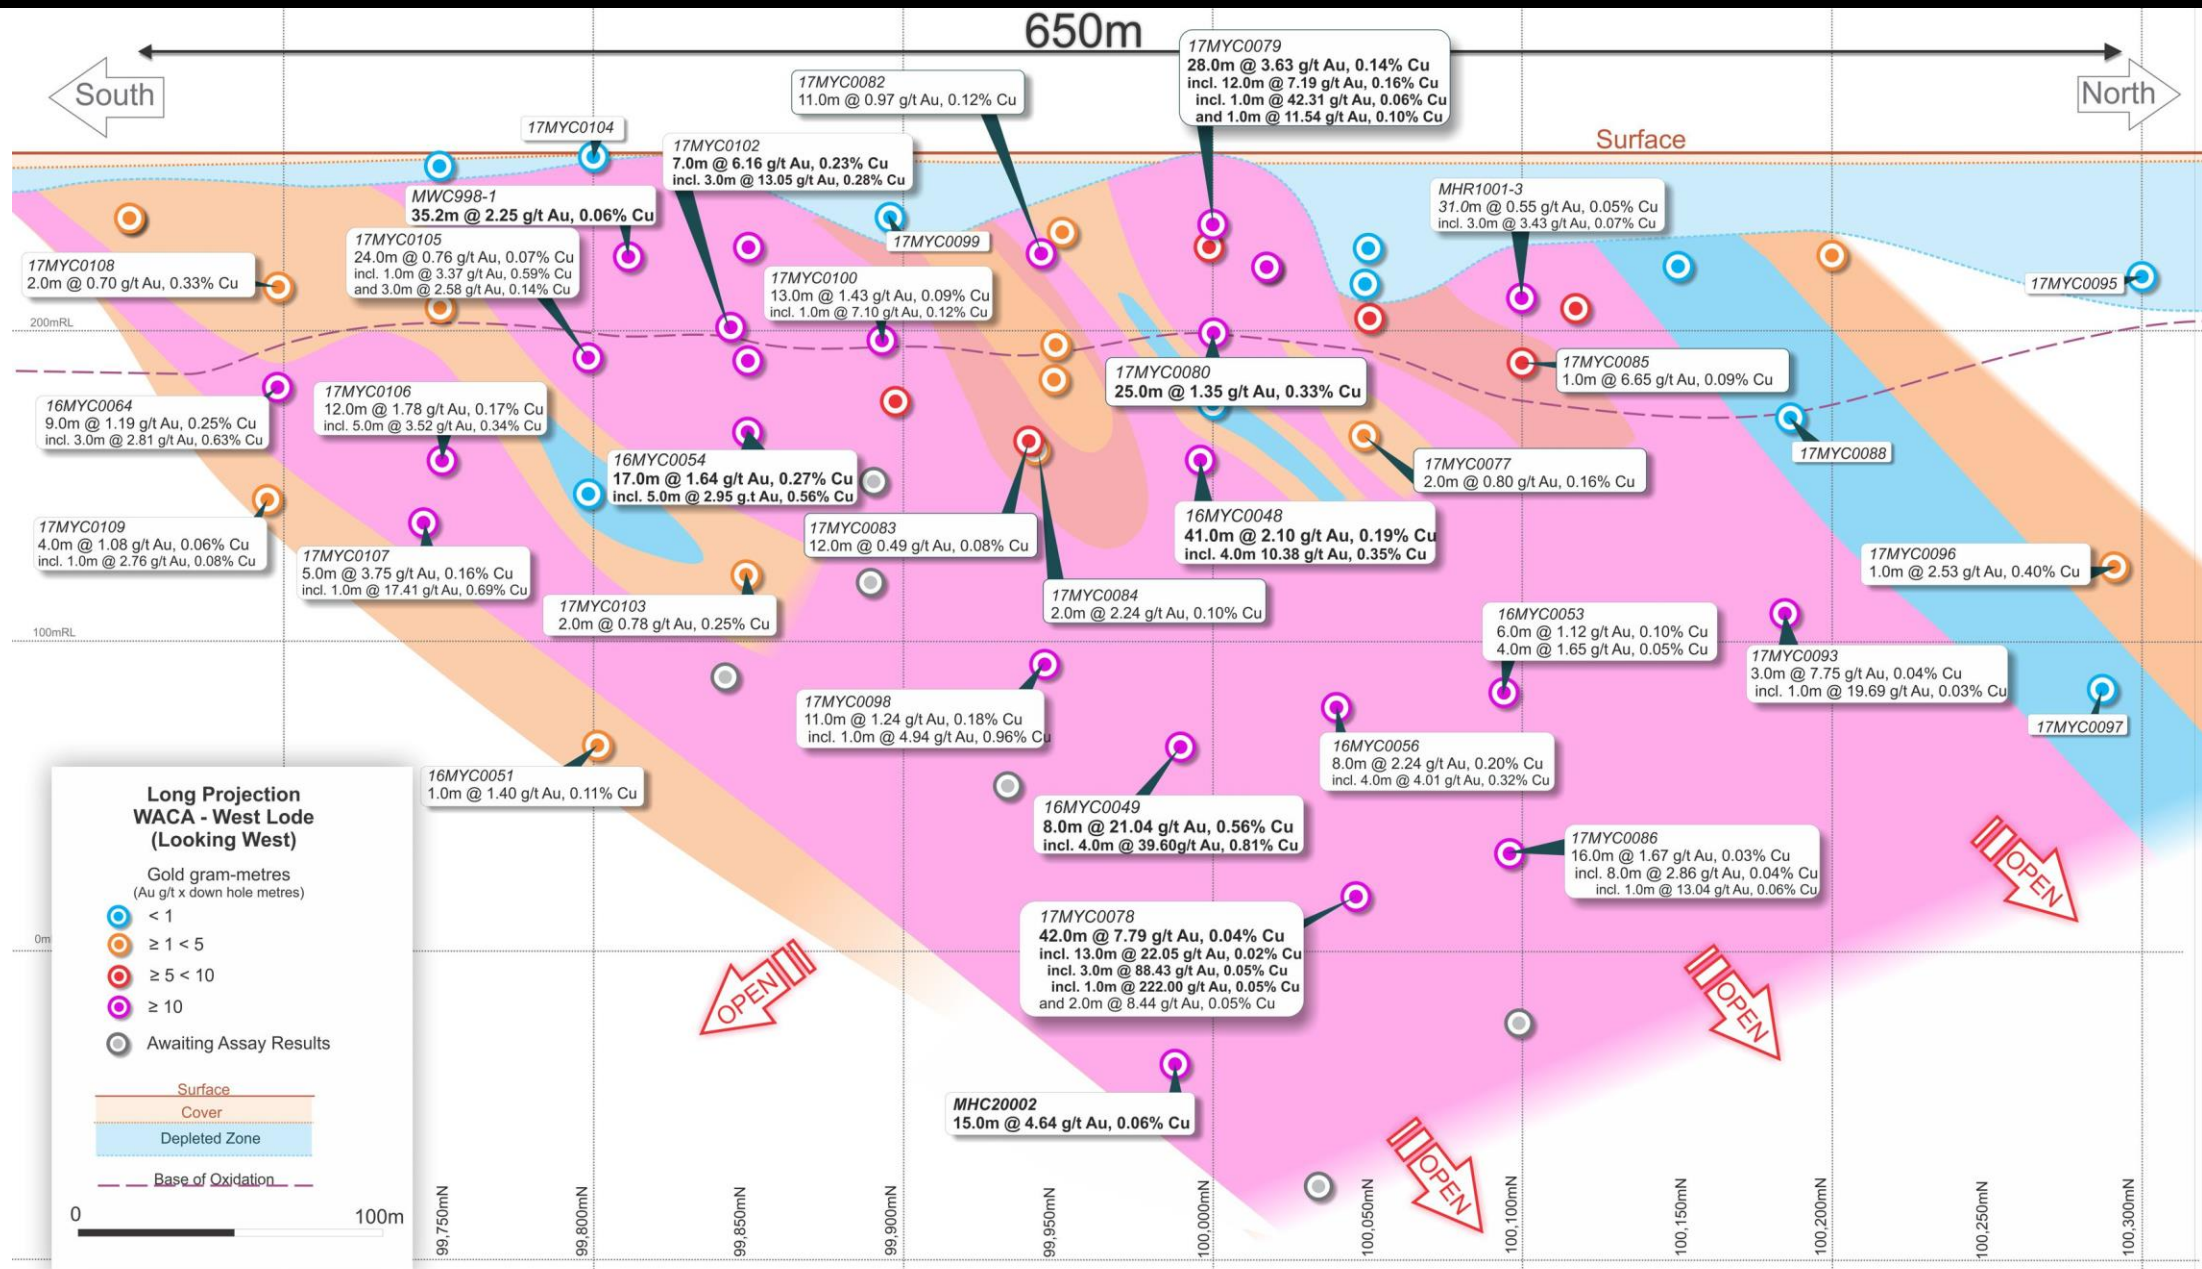 650m
South
North
Surface
17MYC0079
28.0m @ 3.63 g/t Au, 0.14% Cu
incl. 12.0m @ 7.19 g/t Au, 0.16% Cu
incl. 1.0m @ 42.31 g/t Au, 0.06% Cu
and 1.0m @ 11.54 g/t Au, 0.10% Cu
17MYC0082
11.0m @ 0.97 g/t Au, 0.12% Cu
17MYC0104
17MYC0102
7.0m @ 6.16 g/t Au, 0.23% Cu
incl. 3.0m @ 13.05 g/t Au, 0.28% Cu
MWC998-1
35.2m @ 2.25 g/t Au, 0.06% Cu
MHR1001-3
31.0m @ 0.55 g/t Au, 0.05% Cu
incl. 3.0m @ 3.43 g/t Au, 0.07% Cu
17MYC0105
24.0m @ 0.76 g/t Au, 0.07% Cu
incl. 1.0m @ 3.37 g/t Au, 0.59% Cu
and 3.0m @ 2.58 g/t Au, 0.14% Cu
17MYC0099
17MYC0108
2.0m @ 0.70 g/t Au, 0.33% Cu
17MYC0100
13.0m @ 1.43 g/t Au, 0.09% Cu
incl. 1.0m @ 7.10 g/t Au, 0.12% Cu
17MYC0095
200mRL
17MYC0085
1.0m @ 6.65 g/t Au, 0.09% Cu
17MYC0080
25.0m @ 1.35 g/t Au, 0.33% Cu
17MYC0106
12.0m @ 1.78 g/t Au, 0.17% Cu
incl. 5.0m @ 3.52 g/t Au, 0.34% Cu
16MYC0064
9.0m @ 1.19 g/t Au, 0.25% Cu
incl. 3.0m @ 2.81 g/t Au, 0.63% Cu
17MYC0088
16MYC0054
17.0m @ 1.64 g/t Au, 0.27% Cu
incl. 5.0m @ 2.95 g.t Au, 0.56% Cu
17MYC0077
2.0m @ 0.80 g/t Au, 0.16% Cu
16MYC0048
41.0m @ 2.10 g/t Au, 0.19% Cu
incl. 4.0m 10.38 g/t Au, 0.35% Cu
17MYC0083
12.0m @ 0.49 g/t Au, 0.08% Cu
17MYC0109
4.0m @ 1.08 g/t Au, 0.06% Cu
incl. 1.0m @ 2.76 g/t Au, 0.08% Cu
17MYC0107
5.0m @ 3.75 g/t Au, 0.16% Cu
incl. 1.0m @ 17.41 g/t Au, 0.69% Cu
17MYC0096
1.0m @ 2.53 g/t Au, 0.40% Cu
17MYC0084
2.0m @ 2.24 g/t Au, 0.10% Cu
17MYC0103
2.0m @ 0.78 g/t Au, 0.25% Cu
16MYC0053
6.0m @ 1.12 g/t Au, 0.10% Cu
4.0m @ 1.65 g/t Au, 0.05% Cu
100mRL
17MYC0093
3.0m @ 7.75 g/t Au, 0.04% Cu
incl. 1.0m @ 19.69 g/t Au, 0.03% Cu
17MYC0098
11.0m @ 1.24 g/t Au, 0.18% Cu
incl. 1.0m @ 4.94 g/t Au, 0.96% Cu
17MYC0097
16MYC0056
8.0m @ 2.24 g/t Au, 0.20% Cu
incl. 4.0m @ 4.01 g/t Au, 0.32% Cu
16MYC0051
1.0m @ 1.40 g/t Au, 0.11% Cu
16MYC0049
8.0m @ 21.04 g/t Au, 0.56% Cu
incl. 4.0m @ 39.60g/t Au, 0.81% Cu
17MYC0086
16.0m @ 1.67 g/t Au, 0.03% Cu
incl. 8.0m @ 2.86 g/t Au, 0.04% Cu
incl. 1.0m @ 13.04 g/t Au, 0.06% Cu
17MYC0078
42.0m @ 7.79 g/t Au, 0.04% Cu
incl. 13.0m @ 22.05 g/t Au, 0.02% Cu
incl. 3.0m @ 88.43 g/t Au, 0.05% Cu
incl. 1.0m @ 222.00 g/t Au, 0.05% Cu
and 2.0m @ 8.44 g/t Au, 0.05% Cu
MHC20002
15.0m @ 4.64 g/t Au, 0.06% Cu
OPEN
OPEN
OPEN
OPEN
0m
Long Projection
WACA - West Lode
(Looking West)
Gold gram-metres
(Au g/t x down hole metres)
< 1
≥ 1 < 5
≥ 5 < 10
≥ 10
Awaiting Assay Results
Surface
Cover
Depleted Zone
Base of Oxidation
0 100m
99,750mN
99,800mN
99,850mN
99,900mN
99,950mN
100,000mN
100,050mN
100,100mN
100,150mN
100,200mN
100,250mN
100,300mN